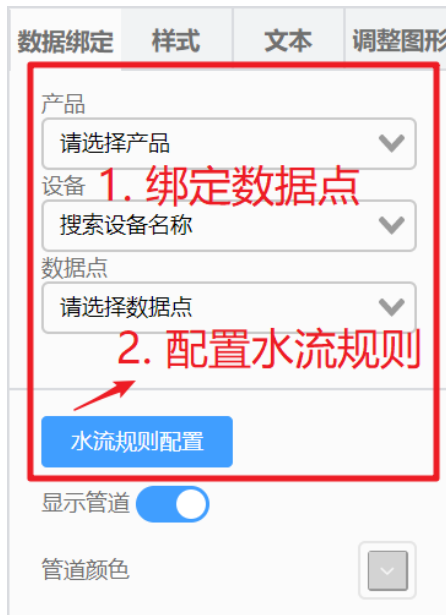 数据绑定 样式 文本 调整图形
产品
请选择产品
1. 绑定数据点
设备
搜索设备名称
数据点
请选择数据点
2. 配置水流规则
水流规则配置
显示管道
管道颜色